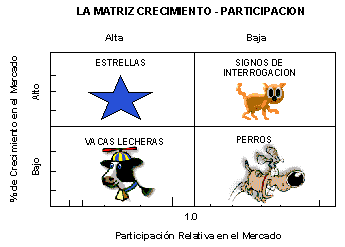 LA MATRIZ CRECIMIENTO - PARTICIPACION
Alta
Baja
ESTRELLAS
SIGNOS DE
INTERROGACION
VACAS LECHERAS
PERROS
% de Crecimiento en el Mercado
Alto
Bajo
1.0
Participación Relativa en el Mercado